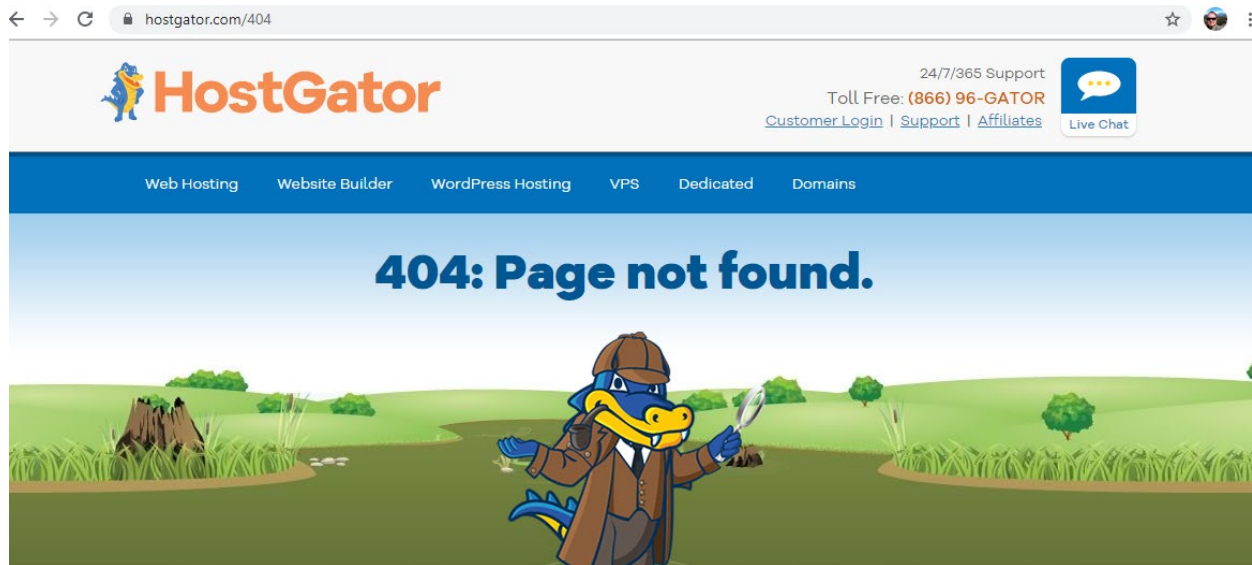 hostgator.com/404
HostGator
24/7/365 Support
Toll Free: (866) 96-GATOR
Customer Login | Support | Affiliates
Live Chat
Web Hosting Website Builder WordPress Hosting VPS Dedicated Domains
404: Page not found.